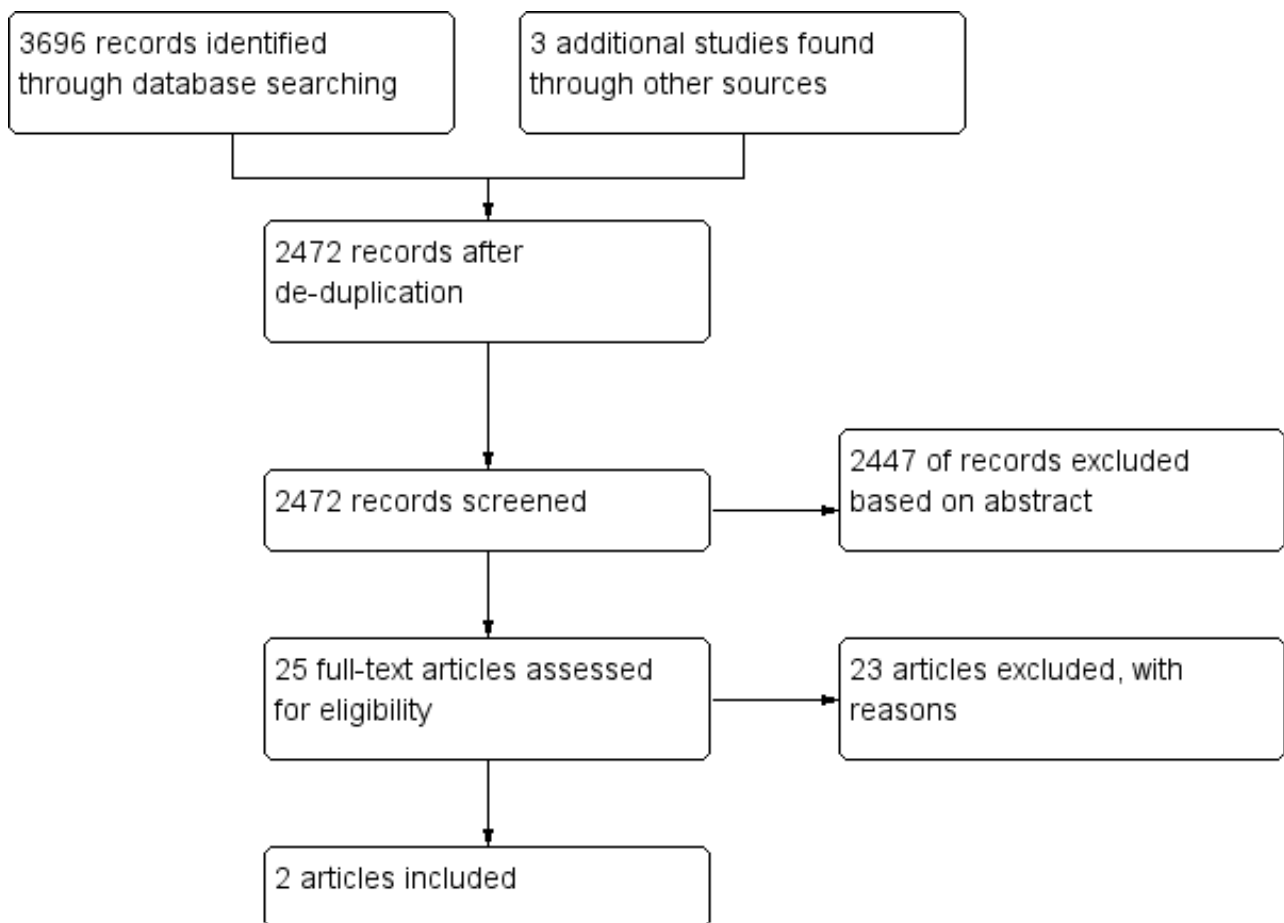 3696 records identified
through database searching
3 additional studies found
through other sources
2472 records after
de-duplication
2472 records screened
2447 of records excluded
based on abstract
25 full-text articles assessed
for eligibility
23 articles excluded, with
reasons
2 articles included